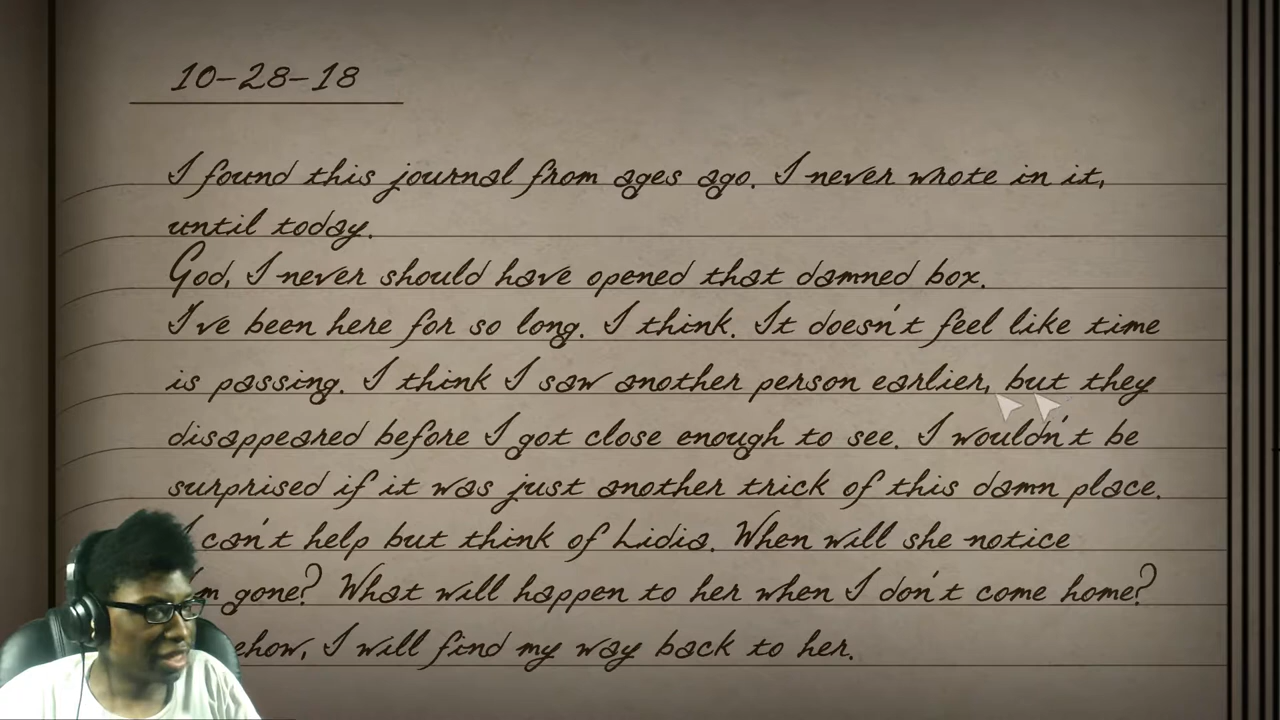 10-28-18
I found this journal from ages ago. I never wrote in it,
until today.
God, I never should have opened that damned box.
I've been here for so long. I think. It doesn't feel like time
is passing. I think I saw another person earlier, but they
disappeared before I got close enough to see. I wouldn't be
surprised if it was just another trick of this damn place.
I can't help but think of Lidia. When will she notice
I'm gone? What will happen to her when I don't come home?
I will find my way back to her.